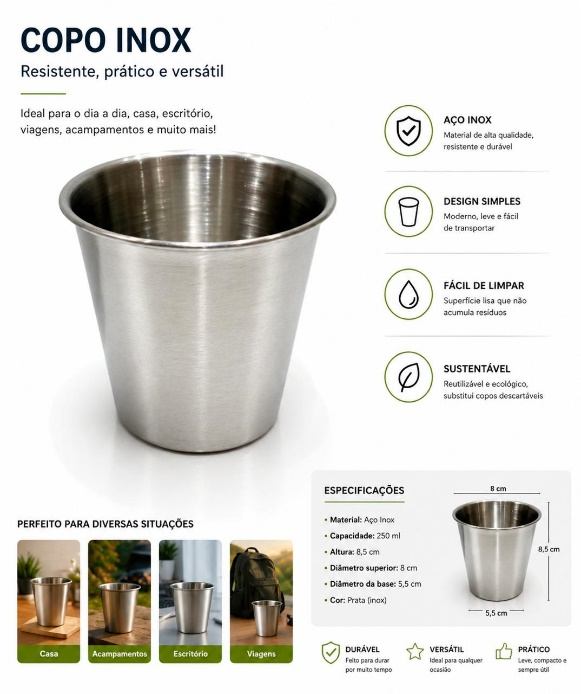 COPO INOX
Resistente, prático e versátil
Ideal para o dia a dia, casa, escritório,
viagens, acampamentos e muito mais!
AÇO INOX
Material de alta qualidade,
resistente e durável
DESIGN SIMPLES
Moderno, leve e fácil
de transportar
FÁCIL DE LIMPAR
Superfície lisa que não
acumula resíduos
SUSTENTÁVEL
Reutilizável e ecológico,
substitui copos descartáveis
PERFEITO PARA DIVERSAS SITUAÇÕES
Casa
Acampamentos
Escritório
Viagens
ESPECIFICAÇÕES
• Material: Aço Inox
• Capacidade: 250 ml
• Altura: 8,5 cm
• Diâmetro superior: 8 cm
• Diâmetro da base: 5,5 cm
• Cor: Prata (inox)
8 cm
8,5 cm
5,5 cm
DURÁVEL
Feito para durar
por muito tempo
VERSÁTIL
Ideal para qualquer
ocasião
PRÁTICO
Leve, compacto e
sempre útil